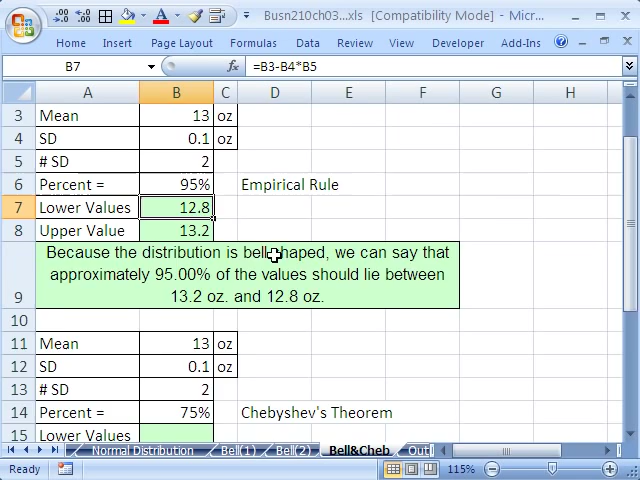 Busn210ch03...xls [Compatibility Mode] - Micr...
Home Insert Page Layout Formulas Data Review View Developer Add-Ins
B7 =B3-B4*B5
A B C D E F G H
3 Mean 13 oz
4 SD 0.1 oz
5 # SD 2
6 Percent = 95% Empirical Rule
7 Lower Values 12.8
8 Upper Value 13.2
Because the distribution is bell shaped, we can say that
approximately 95.00% of the values should lie between
9 13.2 oz. and 12.8 oz.
10
11 Mean 13 oz
12 SD 0.1 oz
13 # SD 2
14 Percent = 75% Chebyshev's Theorem
15 Lower Values
Normal Distribution Bell(1) Bell(2) Bell&Cheb Outl
Ready 115%